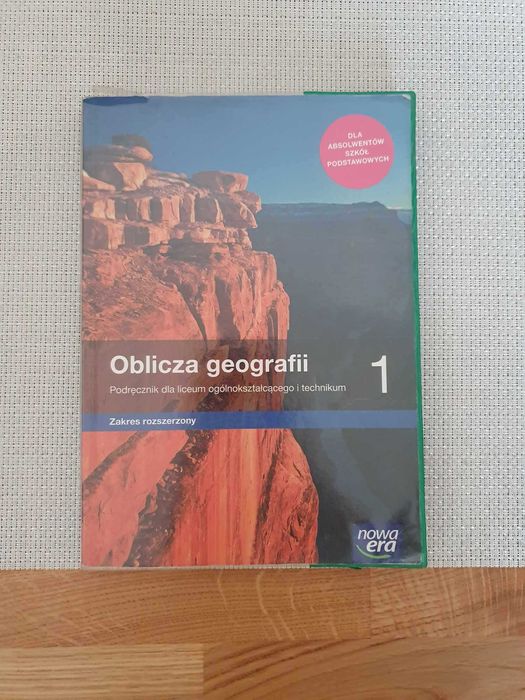 DLA
ABSOLWENTÓW
SZKÓŁ
PODSTAWOWYCH
Oblicza geografii 1
Podręcznik dla liceum ogólnokształcącego i technikum
Zakres rozszerzony
nowa
era